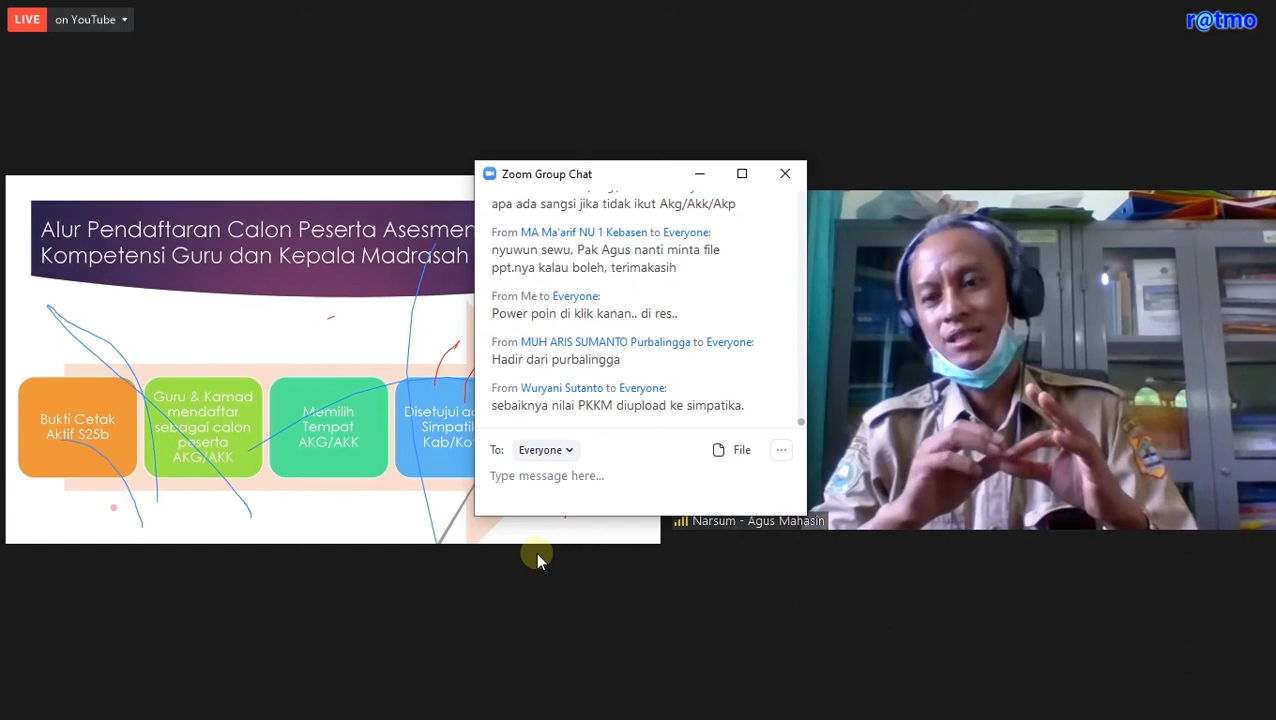 LIVE on YouTube
r@tmo
Alur Pendaftaran Calon Peserta Asesmen
Kompetensi Guru dan Kepala Madrasah
Bukti Cetak
Aktif S25b
Guru & Kamad
mendaftar
sebagai calon
peserta
AKG/AKK
Memilih
Tempat
AKG/AKK
Disetujui
Simpatik
Kab/Ko
Zoom Group Chat
apa ada sangsi jika tidak ikut Akg/Akk/Akp
From MA Ma'arif NU 1 Kebasen to Everyone:
nyuwun sewu, Pak Agus nanti minta file
ppt.nya kalau boleh, terimakasih
From Me to Everyone:
Power poin di klik kanan.. di res..
From MUH ARIS SUMANTO Purbalingga to Everyone:
Hadir dari purbalingga
From Wuryani Sutanto to Everyone:
sebaiknya nilai PKKM diupload ke simpatika.
To: Everyone
File
...
Type message here...
Narsum - Agus Mahasin